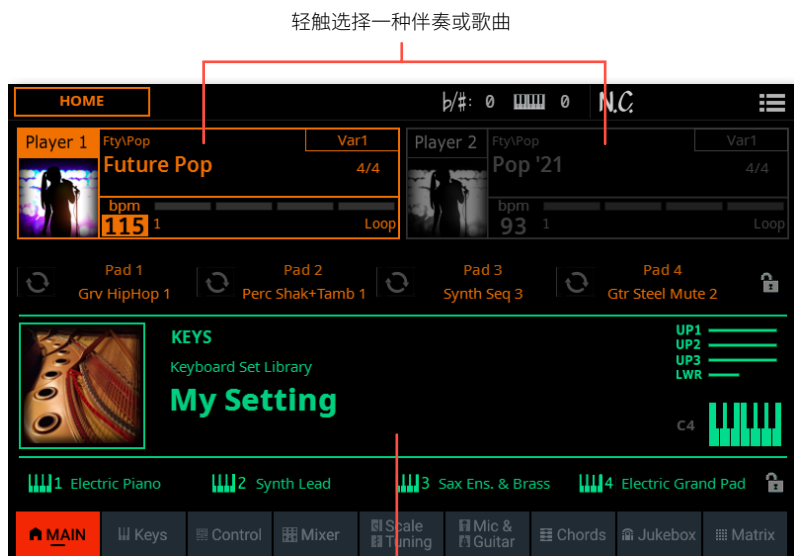 轻触选择一种伴奏或歌曲
HOME
b/#: 0 0 N.C.
Player 1 Fty\Pop Var1
Future Pop
4/4
bpm
115 1 Loop
Player 2 Fty\Pop Var1
Pop '21
4/4
bpm
93 1 Loop
Pad 1 Pad 2 Pad 3 Pad 4
Grv HipHop 1 Perc Shak+Tamb 1 Synth Seq 3 Gtr Steel Mute 2
KEYS
Keyboard Set Library
My Setting
UP1
UP2
UP3
LWR
C4
1 Electric Piano 2 Synth Lead 3 Sax Ens. & Brass 4 Electric Grand Pad
MAIN Keys Control Mixer Scale Tuning Mic & Guitar Chords Jukebox Matrix